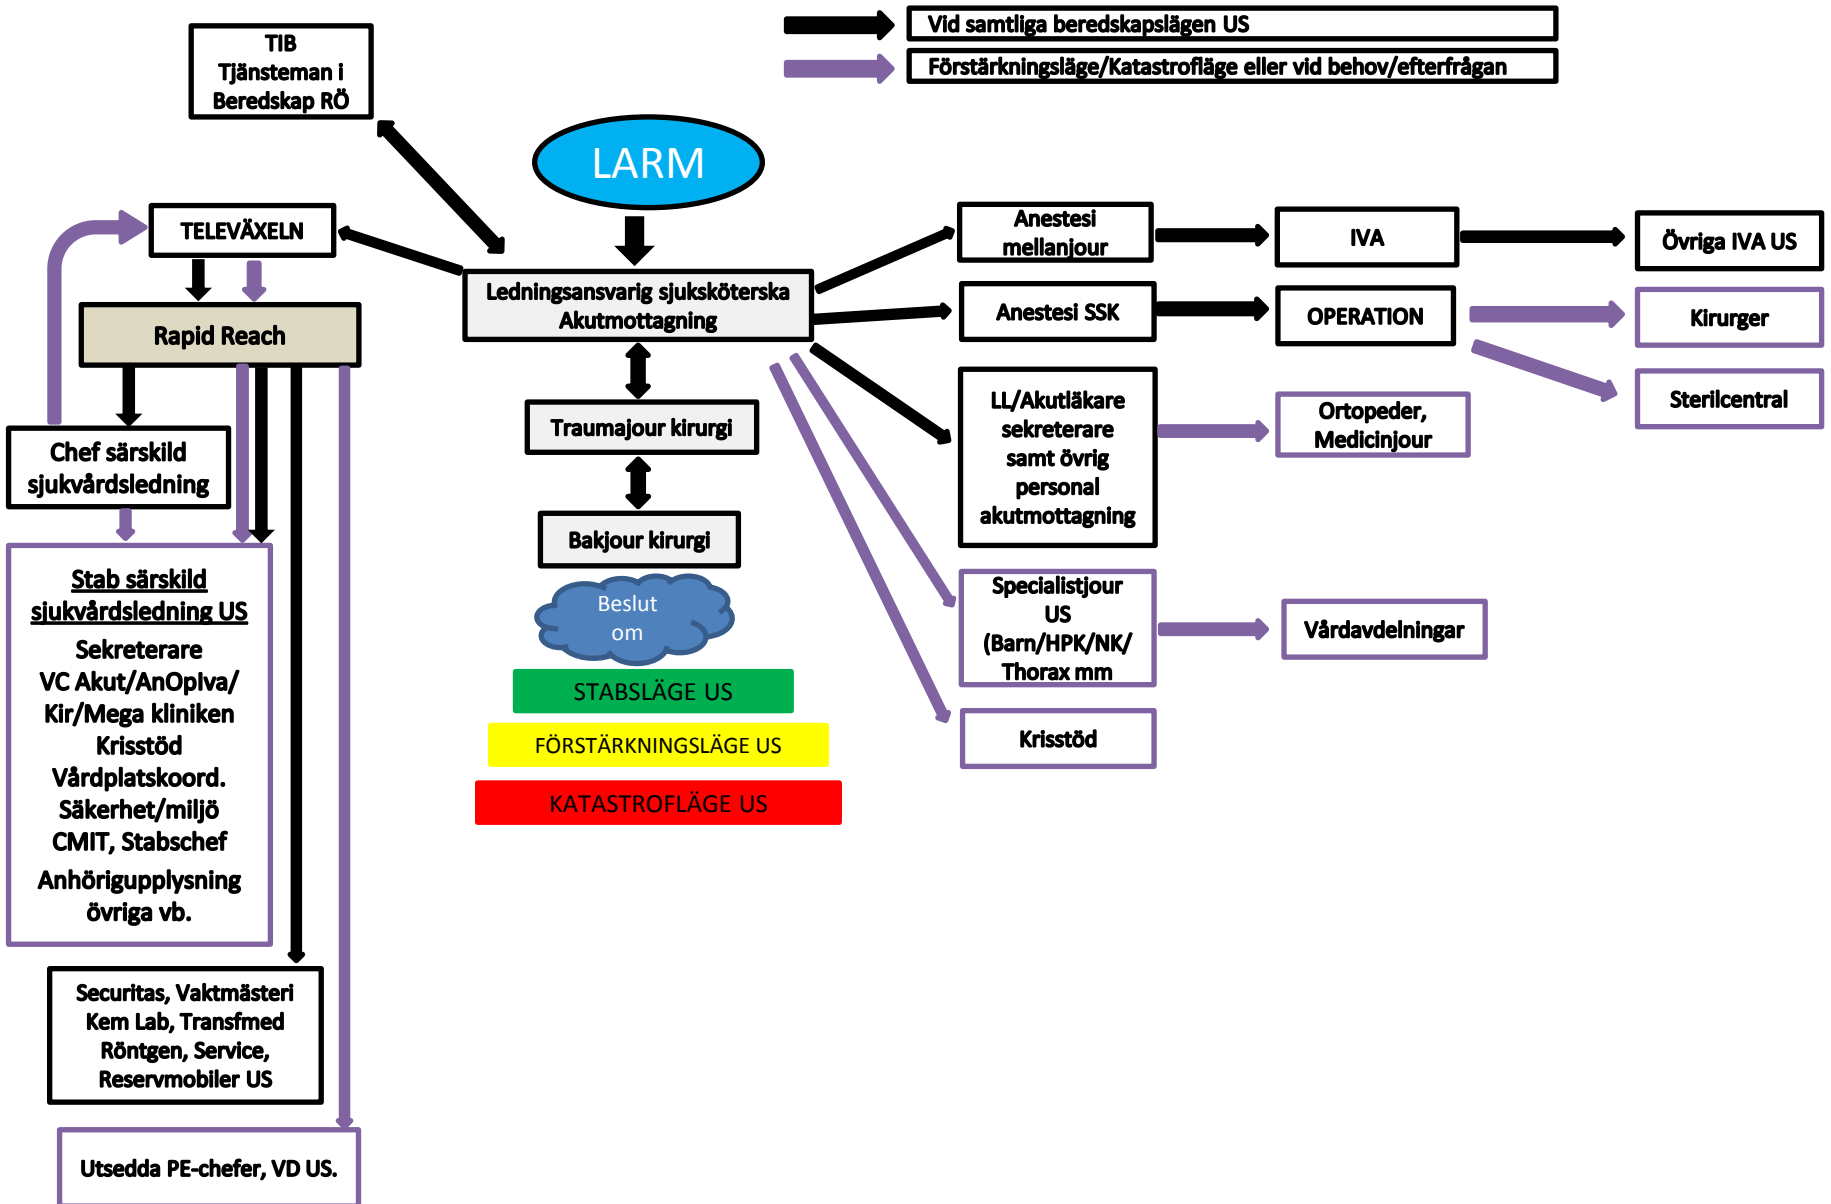 Vid samtliga beredskapslägen US
Förstärkningsläge/Katastrofläge eller vid behov/efterfrågan
TIB
Tjänsteman i
Beredskap RÖ
LARM
TELEVÄXELN
Rapid Reach
Chef särskild
sjukvårdsledning
Stab särskild
sjukvårdsledning US
Sekreterare
VC Akut/AnOpIva/
Kir/Mega kliniken
Krisstöd
Vårdplatskoord.
Säkerhet/miljö
CMIT, Stabschef
Anhörigupplysning
övriga vb.
Securitas, Vaktmästeri
Kem Lab, Transfmed
Röntgen, Service,
Reservmobiler US
Utsedda PE-chefer, VD US.
Ledningsansvarig sjuksköterska
Akutmottagning
Traumajour kirurgi
Bakjour kirurgi
Beslut
om
STABSLÄGE US
FÖRSTÄRKNINGSLÄGE US
KATASTROFLÄGE US
Anestesi
mellanjour
IVA
Övriga IVA US
Anestesi SSK
OPERATION
Kirurger
Sterilcentral
LL/Akutläkare
sekreterare
samt övrig
personal
akutmottagning
Ortopeder,
Medicinjour
Specialistjour
US
(Barn/HPK/NK/
Thorax mm
Vårdavdelningar
Krisstöd